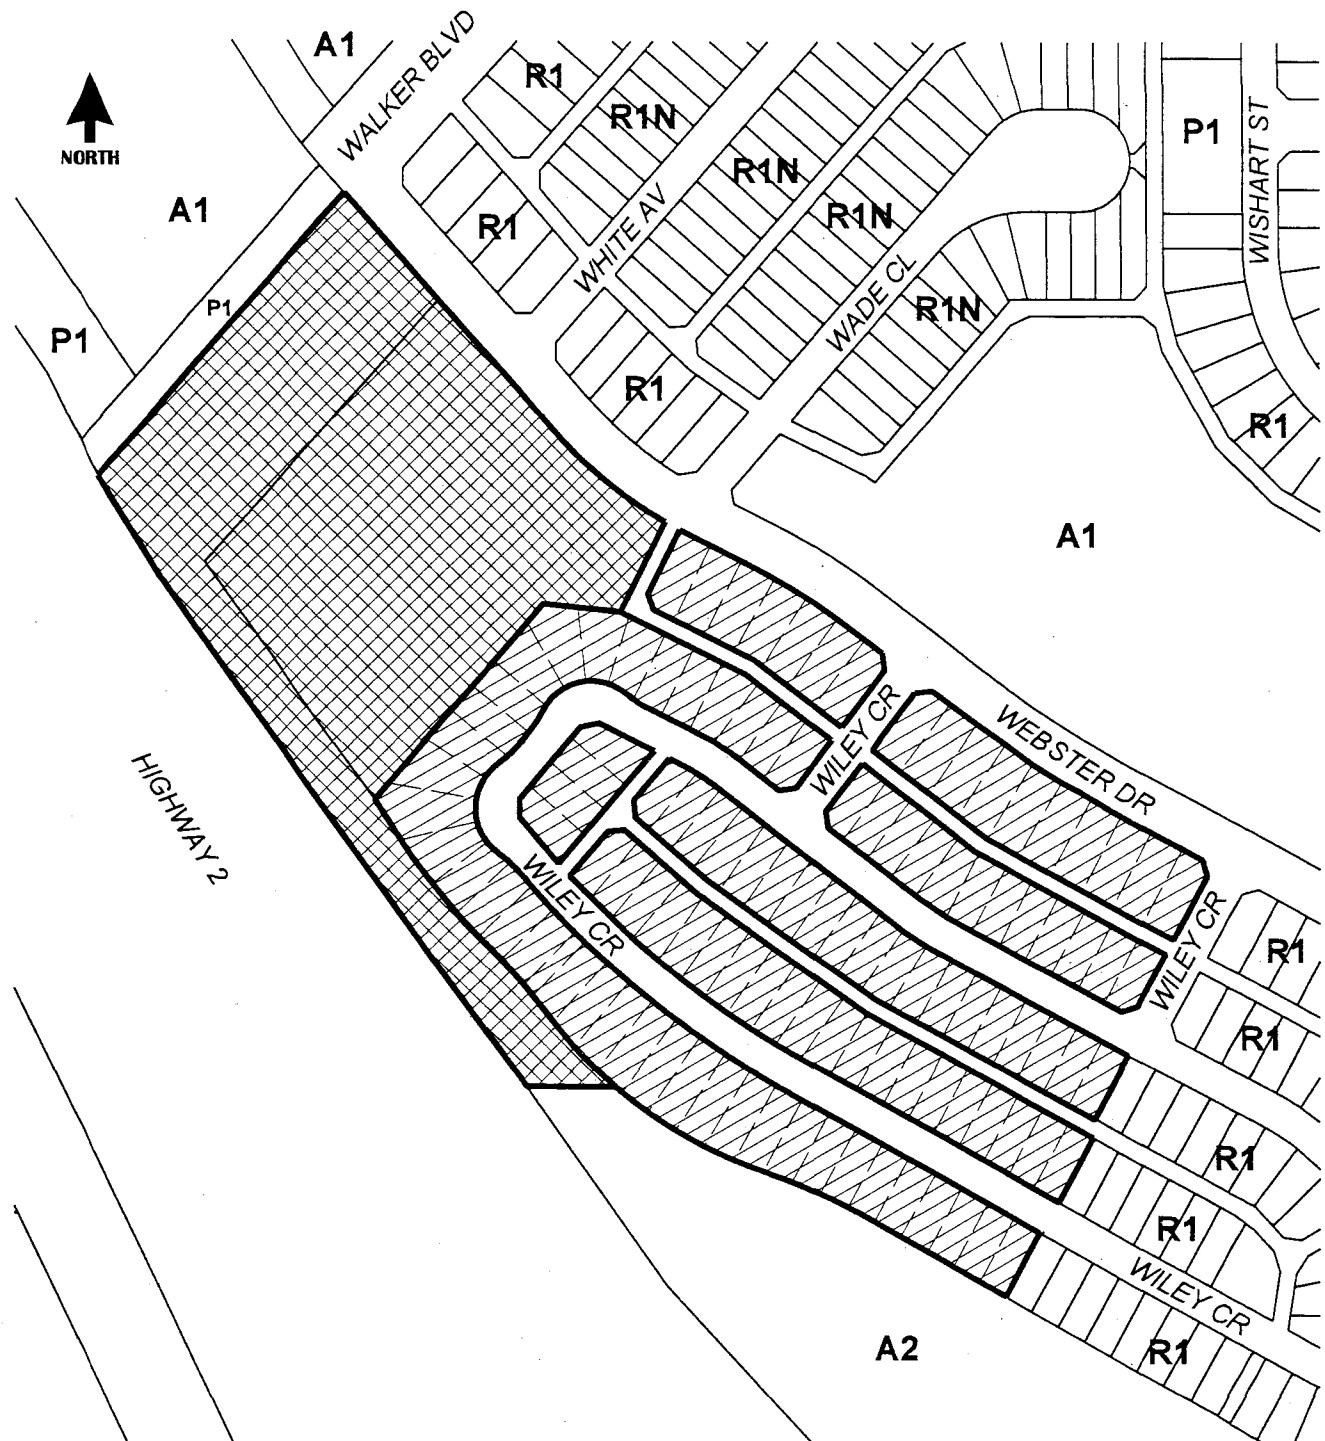 A1
WALKER BLVD
R1
R1N
P1
WISHART ST
NORTH
R1N
A1
R1N
R1
WHITE AV
WADE CL
P1
R1N
P1
R1
R1
A1
WILEY CR
WEBSTER DR
HIGHWAY 2
WILEY CR
WILEY CR
R1
R1
R1
R1
WILEY CR
A2
R1